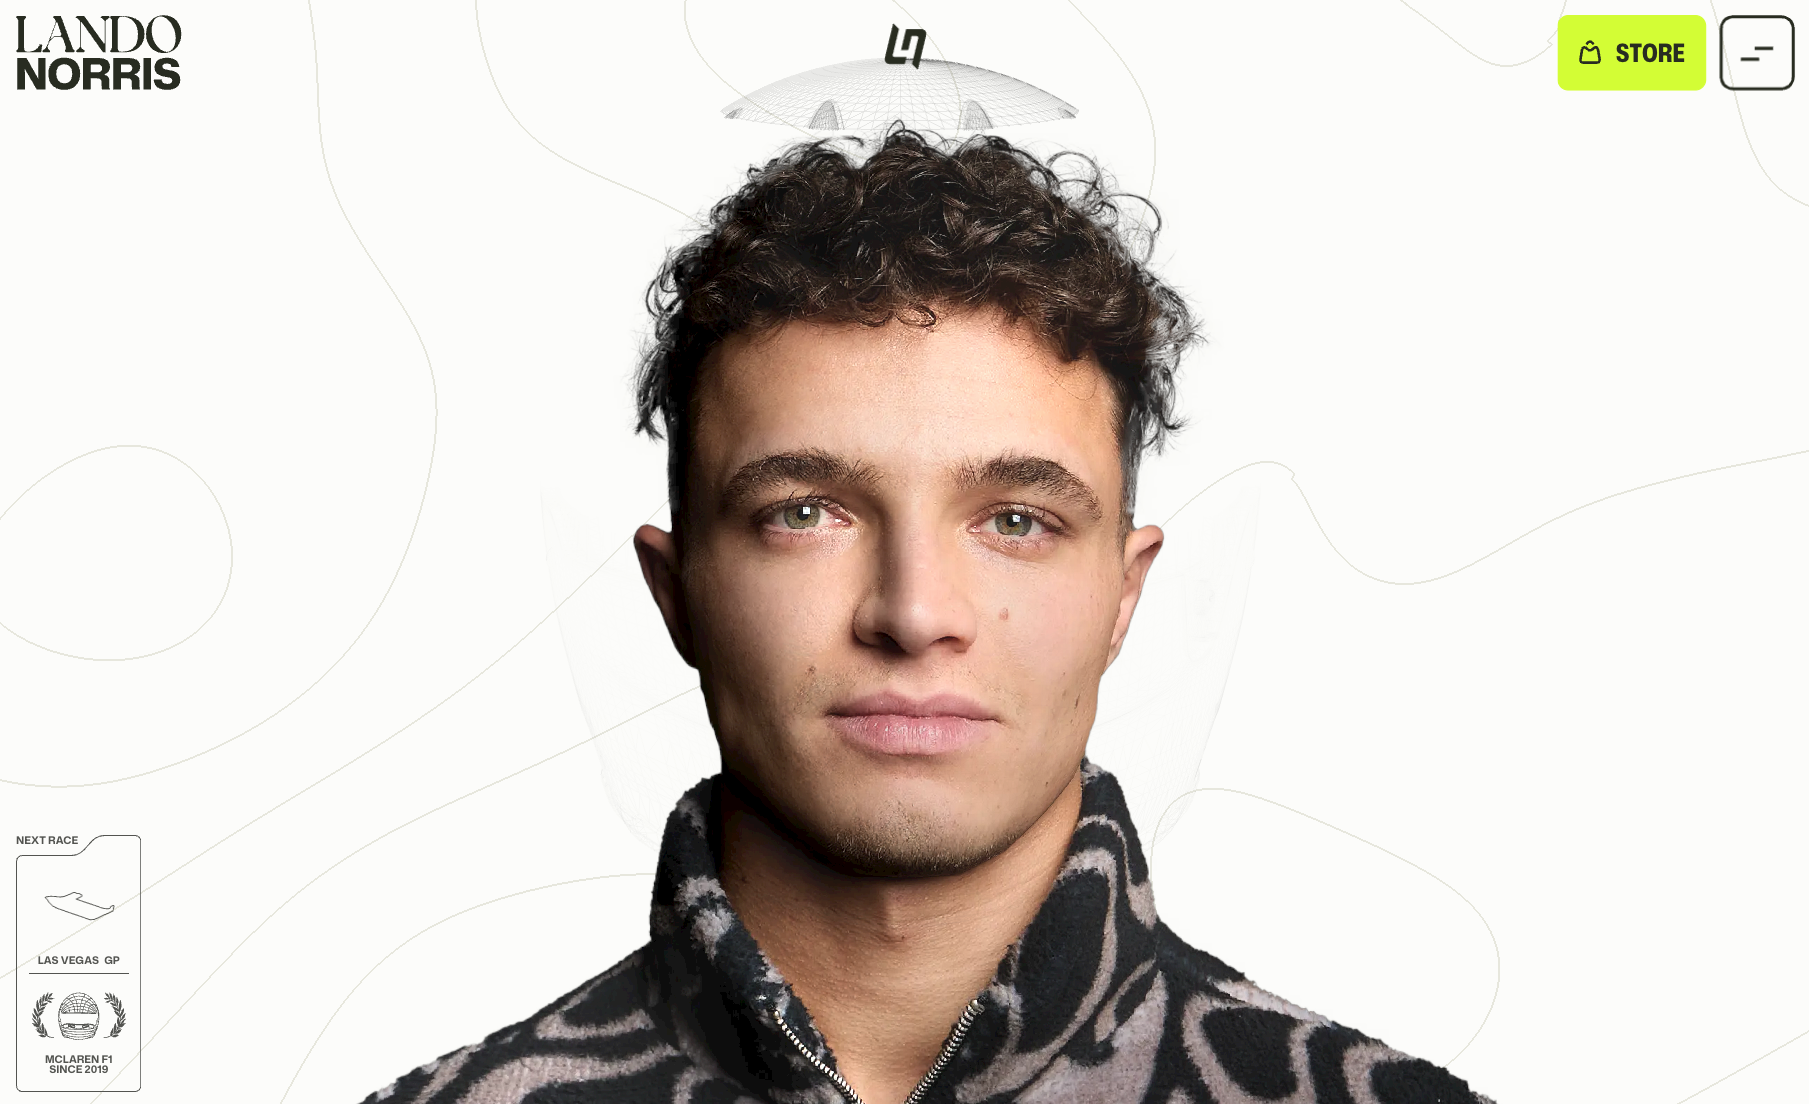 LANDO
NORRIS
STORE
NEXT RACE
LAS VEGAS GP
MCLAREN F1
SINCE 2019